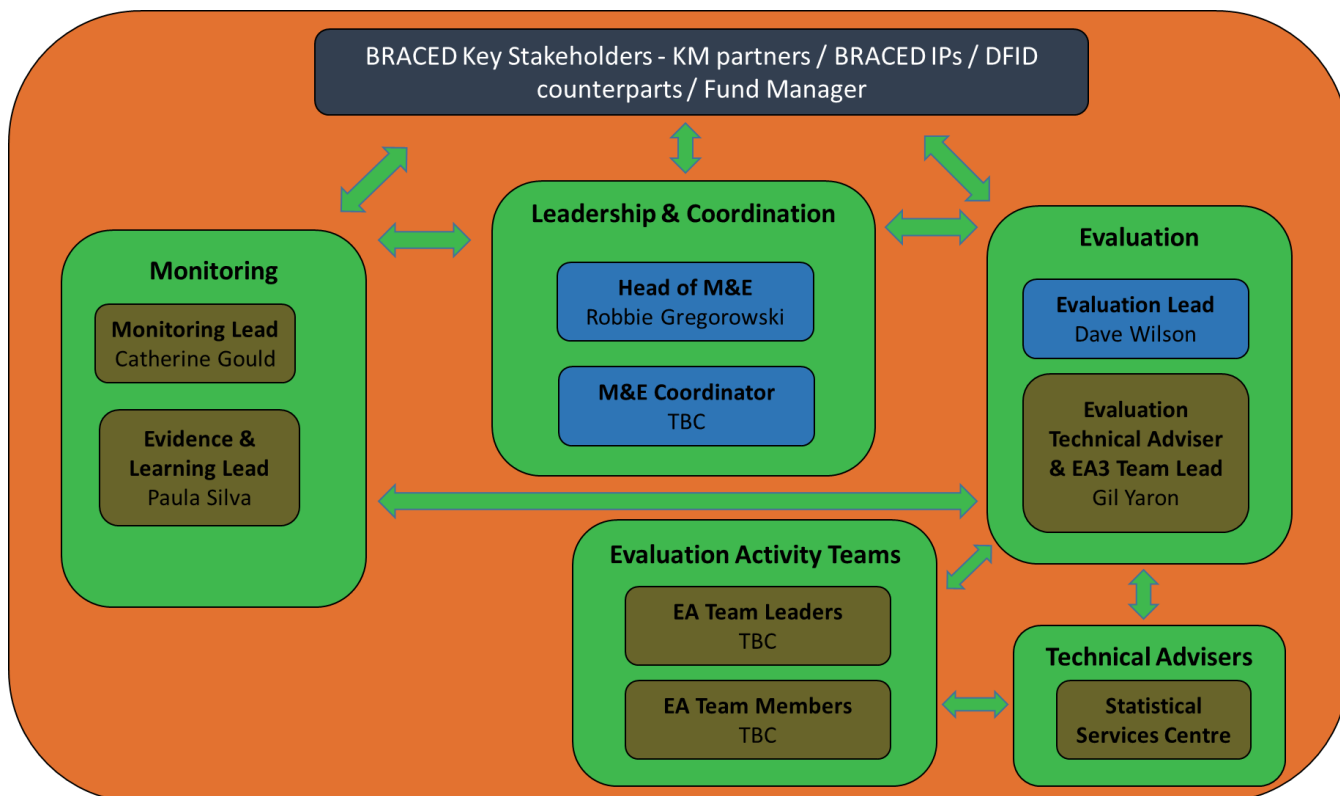 BRACED Key Stakeholders - KM partners / BRACED IPs / DFID
counterparts / Fund Manager
Leadership & Coordination
Head of M&E
Robbie Gregorowski
M&E Coordinator
TBC
Monitoring
Monitoring Lead
Catherine Gould
Evidence &
Learning Lead
Paula Silva
Evaluation
Evaluation Lead
Dave Wilson
Evaluation
Technical Adviser
& EA3 Team Lead
Gil Yaron
Evaluation Activity Teams
EA Team Leaders
TBC
EA Team Members
TBC
Technical Advisers
Statistical
Services Centre